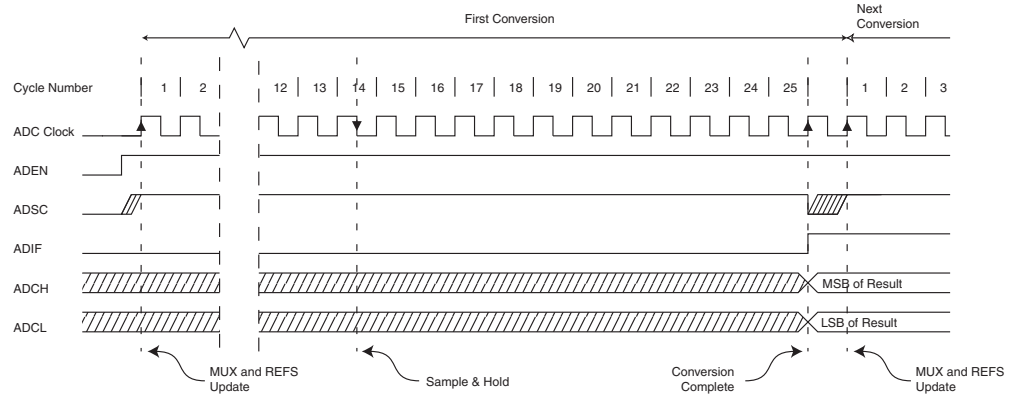 First Conversion
Next
Conversion
Cycle Number 1 2 12 13 14 15 16 17 18 19 20 21 22 23 24 25 1 2 3
ADC Clock
ADEN
ADSC
ADIF
ADCH MSB of Result
ADCL LSB of Result
MUX and REFS
Update
Sample & Hold
Conversion
Complete
MUX and REFS
Update